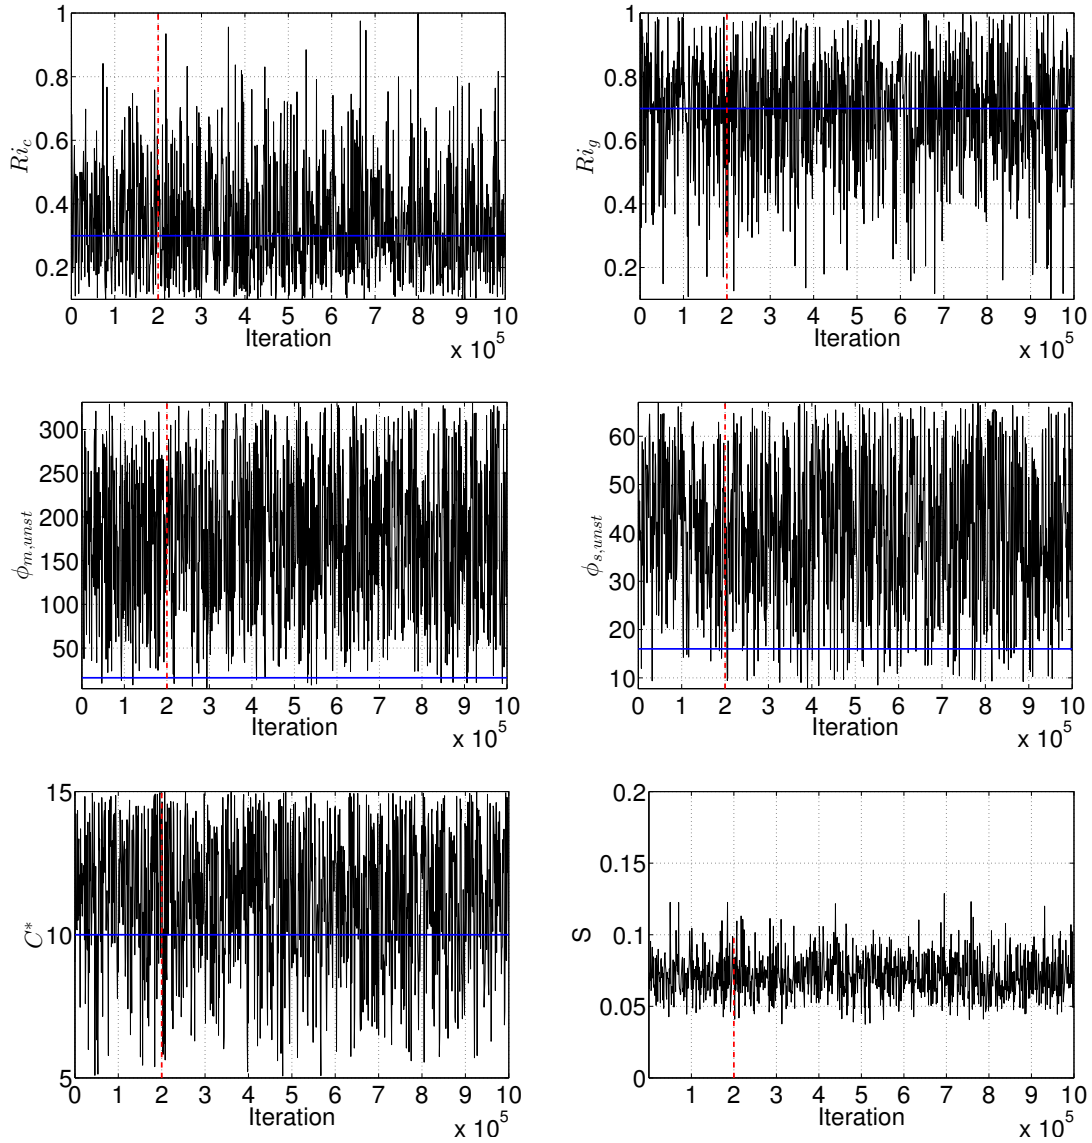 1
0.8
0.6
0.4
0.2
Ri_c
0 1 2 3 4 5 6 7 8 9 10
Iteration
x 10^5
1
0.8
0.6
0.4
0.2
Ri_g
0 1 2 3 4 5 6 7 8 9 10
Iteration
x 10^5
300
250
200
150
100
50
ϕ_{m,unst}
0 1 2 3 4 5 6 7 8 9 10
Iteration
x 10^5
60
50
40
30
20
10
ϕ_{s,unst}
0 1 2 3 4 5 6 7 8 9 10
Iteration
x 10^5
15
10
5
C^*
0 1 2 3 4 5 6 7 8 9 10
Iteration
x 10^5
0.2
0.15
0.1
0.05
0
S
1 2 3 4 5 6 7 8 9 10
Iteration
x 10^5